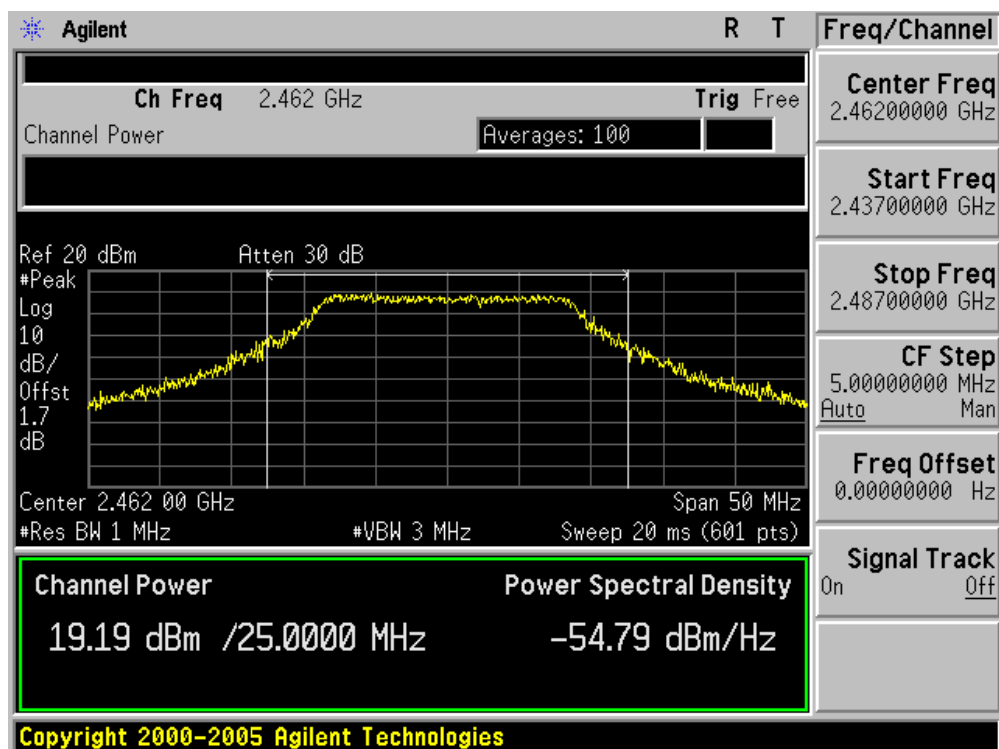 Agilent R T Freq/Channel
Ch Freq 2.462 GHz Trig Free
Channel Power Averages: 100
Center Freq
2.46200000 GHz
Start Freq
2.43700000 GHz
Stop Freq
2.48700000 GHz
CF Step
5.00000000 MHz
Auto Man
Freq Offset
0.00000000 Hz
Signal Track
On Off
Ref 20 dBm Atten 30 dB
#Peak
Log
10
dB/
Offst
1.7
dB
Center 2.462 00 GHz Span 50 MHz
#Res BW 1 MHz #VBW 3 MHz Sweep 20 ms (601 pts)
Channel Power Power Spectral Density
19.19 dBm /25.0000 MHz -54.79 dBm/Hz
Copyright 2000-2005 Agilent Technologies